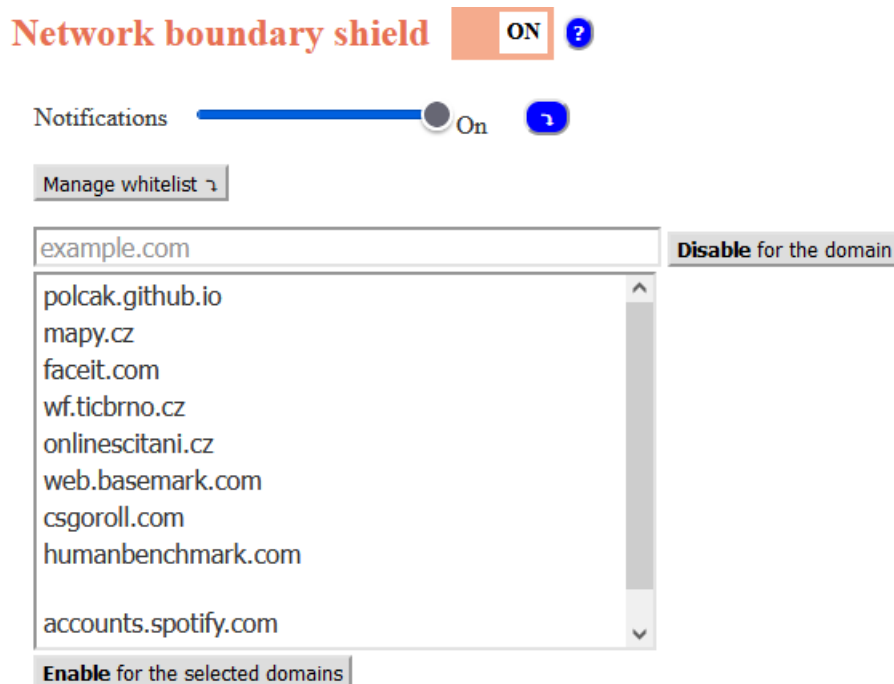 Network boundary shield ON ?
Notifications On ↴
Manage whitelist ↴
example.com Disable for the domain
polcak.github.io
mapy.cz
faceit.com
wf.ticbrno.cz
onlinescitani.cz
web.basemark.com
csgoroll.com
humanbenchmark.com
accounts.spotify.com
Enable for the selected domains